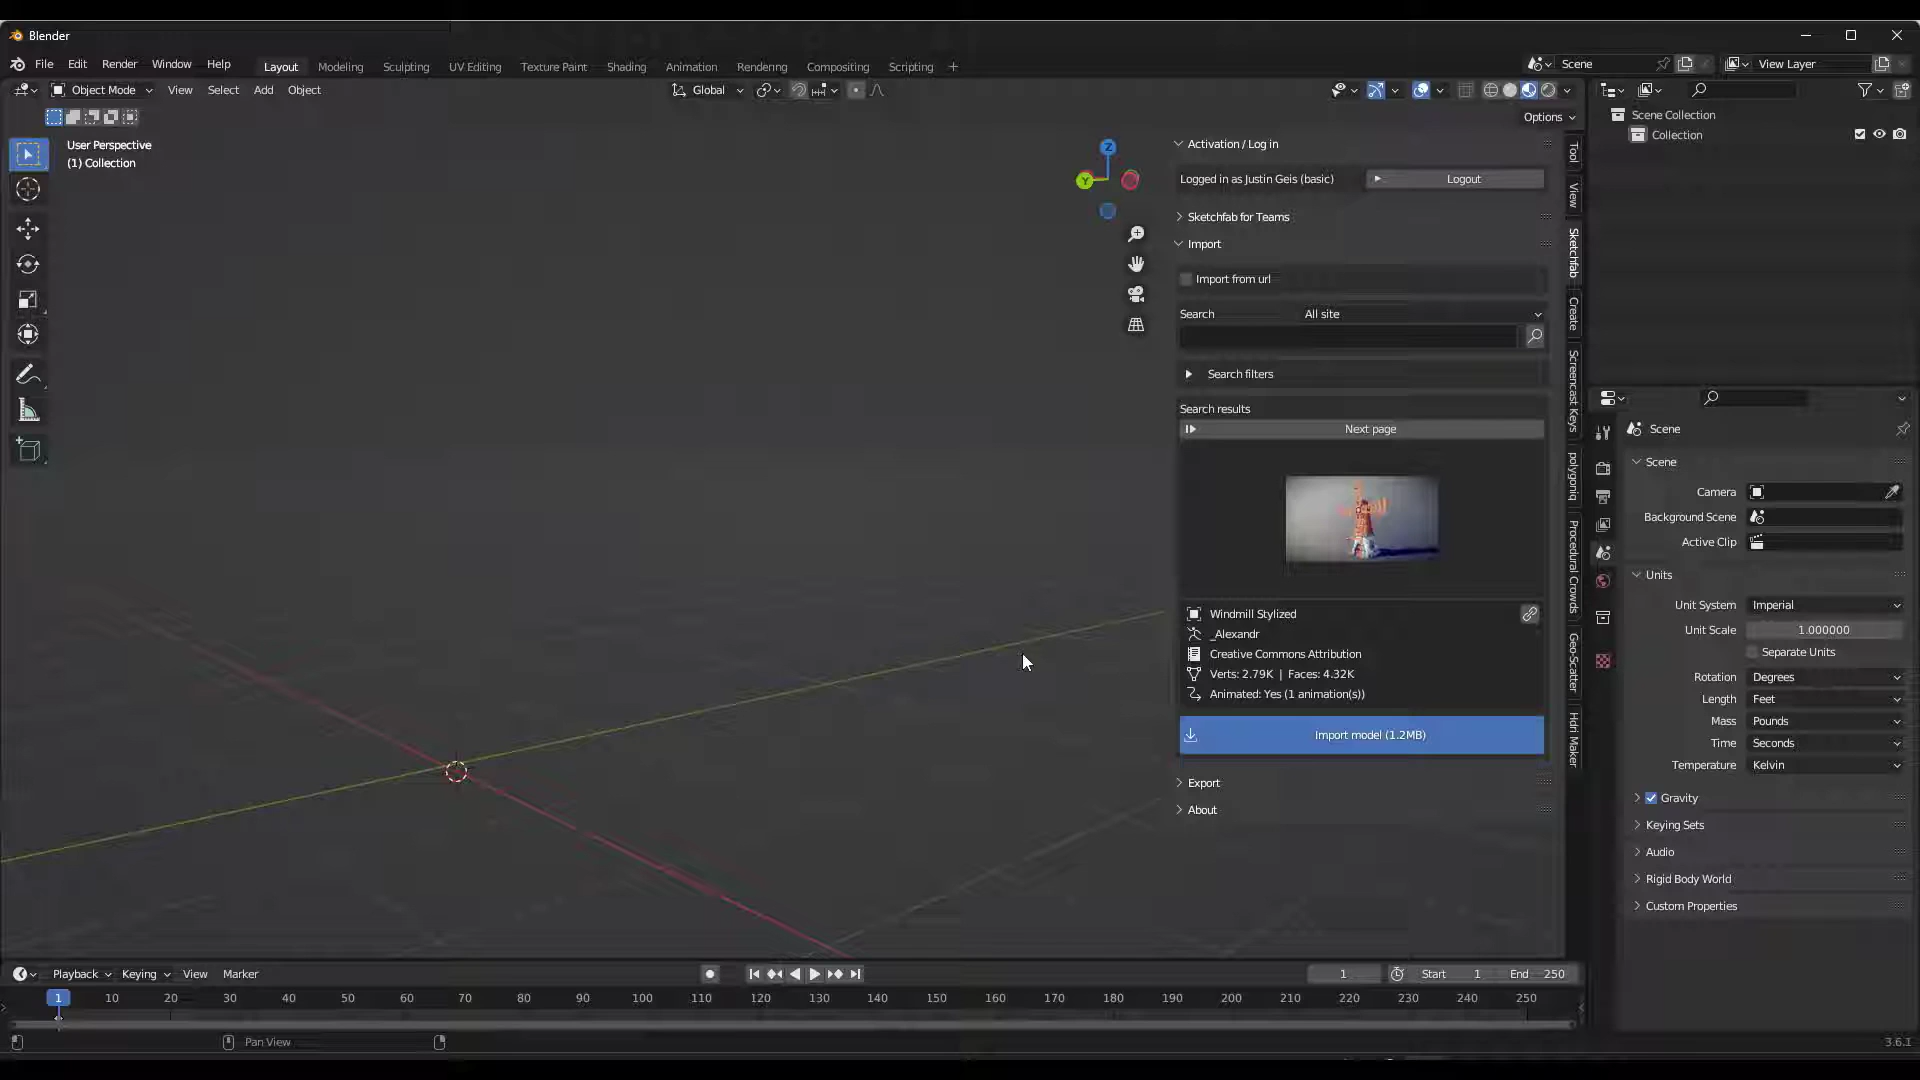 Blender
File Edit Render Window Help Layout Modeling Sculpting UV Editing Texture Paint Shading Animation Rendering Compositing Scripting + Scene View Layer
Object Mode View Select Add Object Global
Options
User Perspective
(1) Collection
Z
Y
Activation / Log in
Logged in as Justin Geis (basic) Logout
Sketchfab for Teams
Import
Import from url
Search All site
Search filters
Search results
Next page
Windmill Stylized
_Alexandr
Creative Commons Attribution
Verts: 2.79K | Faces: 4.32K
Animated: Yes (1 animation(s))
Import model (1.2MB)
Export
About
Tool
View
Sketchfab
Create
Screencast Keys
polygoniq
Procedural Crowds
Geo-Scatter
Hdri Maker
Scene Collection
Collection
Scene
Scene
Camera
Background Scene
Active Clip
Units
Unit System Imperial
Unit Scale 1.000000
Separate Units
Rotation Degrees
Length Feet
Mass Pounds
Time Seconds
Temperature Kelvin
Gravity
Keying Sets
Audio
Rigid Body World
Custom Properties
Playback Keying View Marker 1 Start 1 End 250
1 10 20 30 40 50 60 70 80 90 100 110 120 130 140 150 160 170 180 190 200 210 220 230 240 250
Pan View
3.6.1